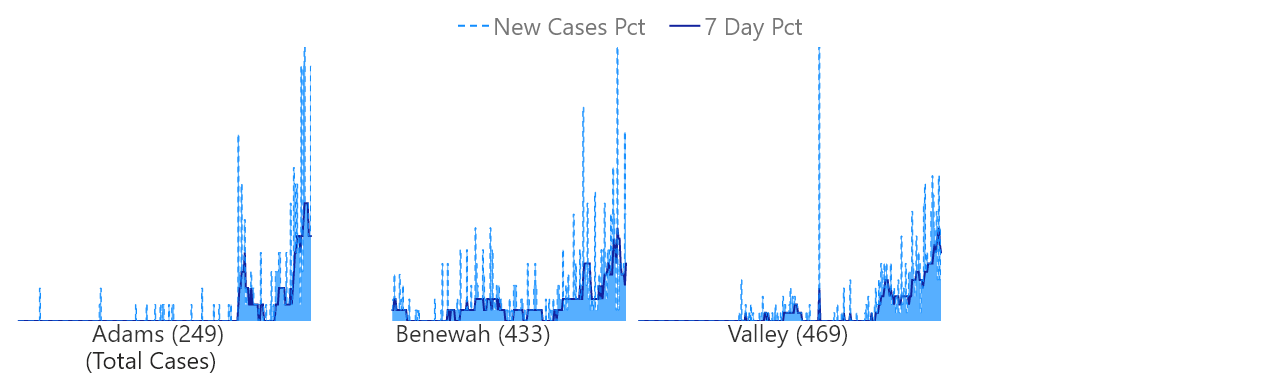 New Cases Pct 7 Day Pct
Adams (249) Benewah (433) Valley (469)
(Total Cases)